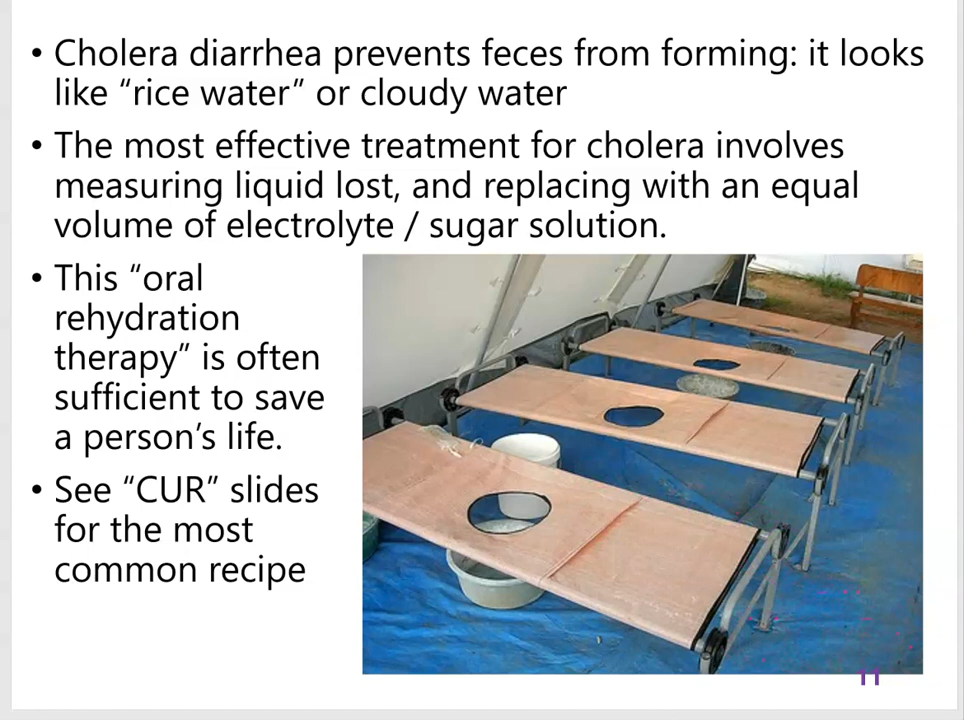 • Cholera diarrhea prevents feces from forming: it looks
like “rice water” or cloudy water
• The most effective treatment for cholera involves
measuring liquid lost, and replacing with an equal
volume of electrolyte / sugar solution.
• This “oral
rehydration
therapy” is often
sufficient to save
a person’s life.
• See “CUR” slides
for the most
common recipe
11